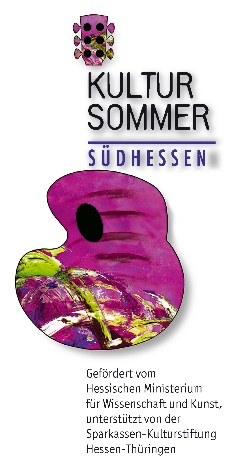 KULTUR
SOMMER
SÜDHESSEN
Gefördert vom
Hessischen Ministerium
für Wissenschaft und Kunst,
unterstützt von der
Sparkassen-Kulturstiftung
Hessen-Thüringen